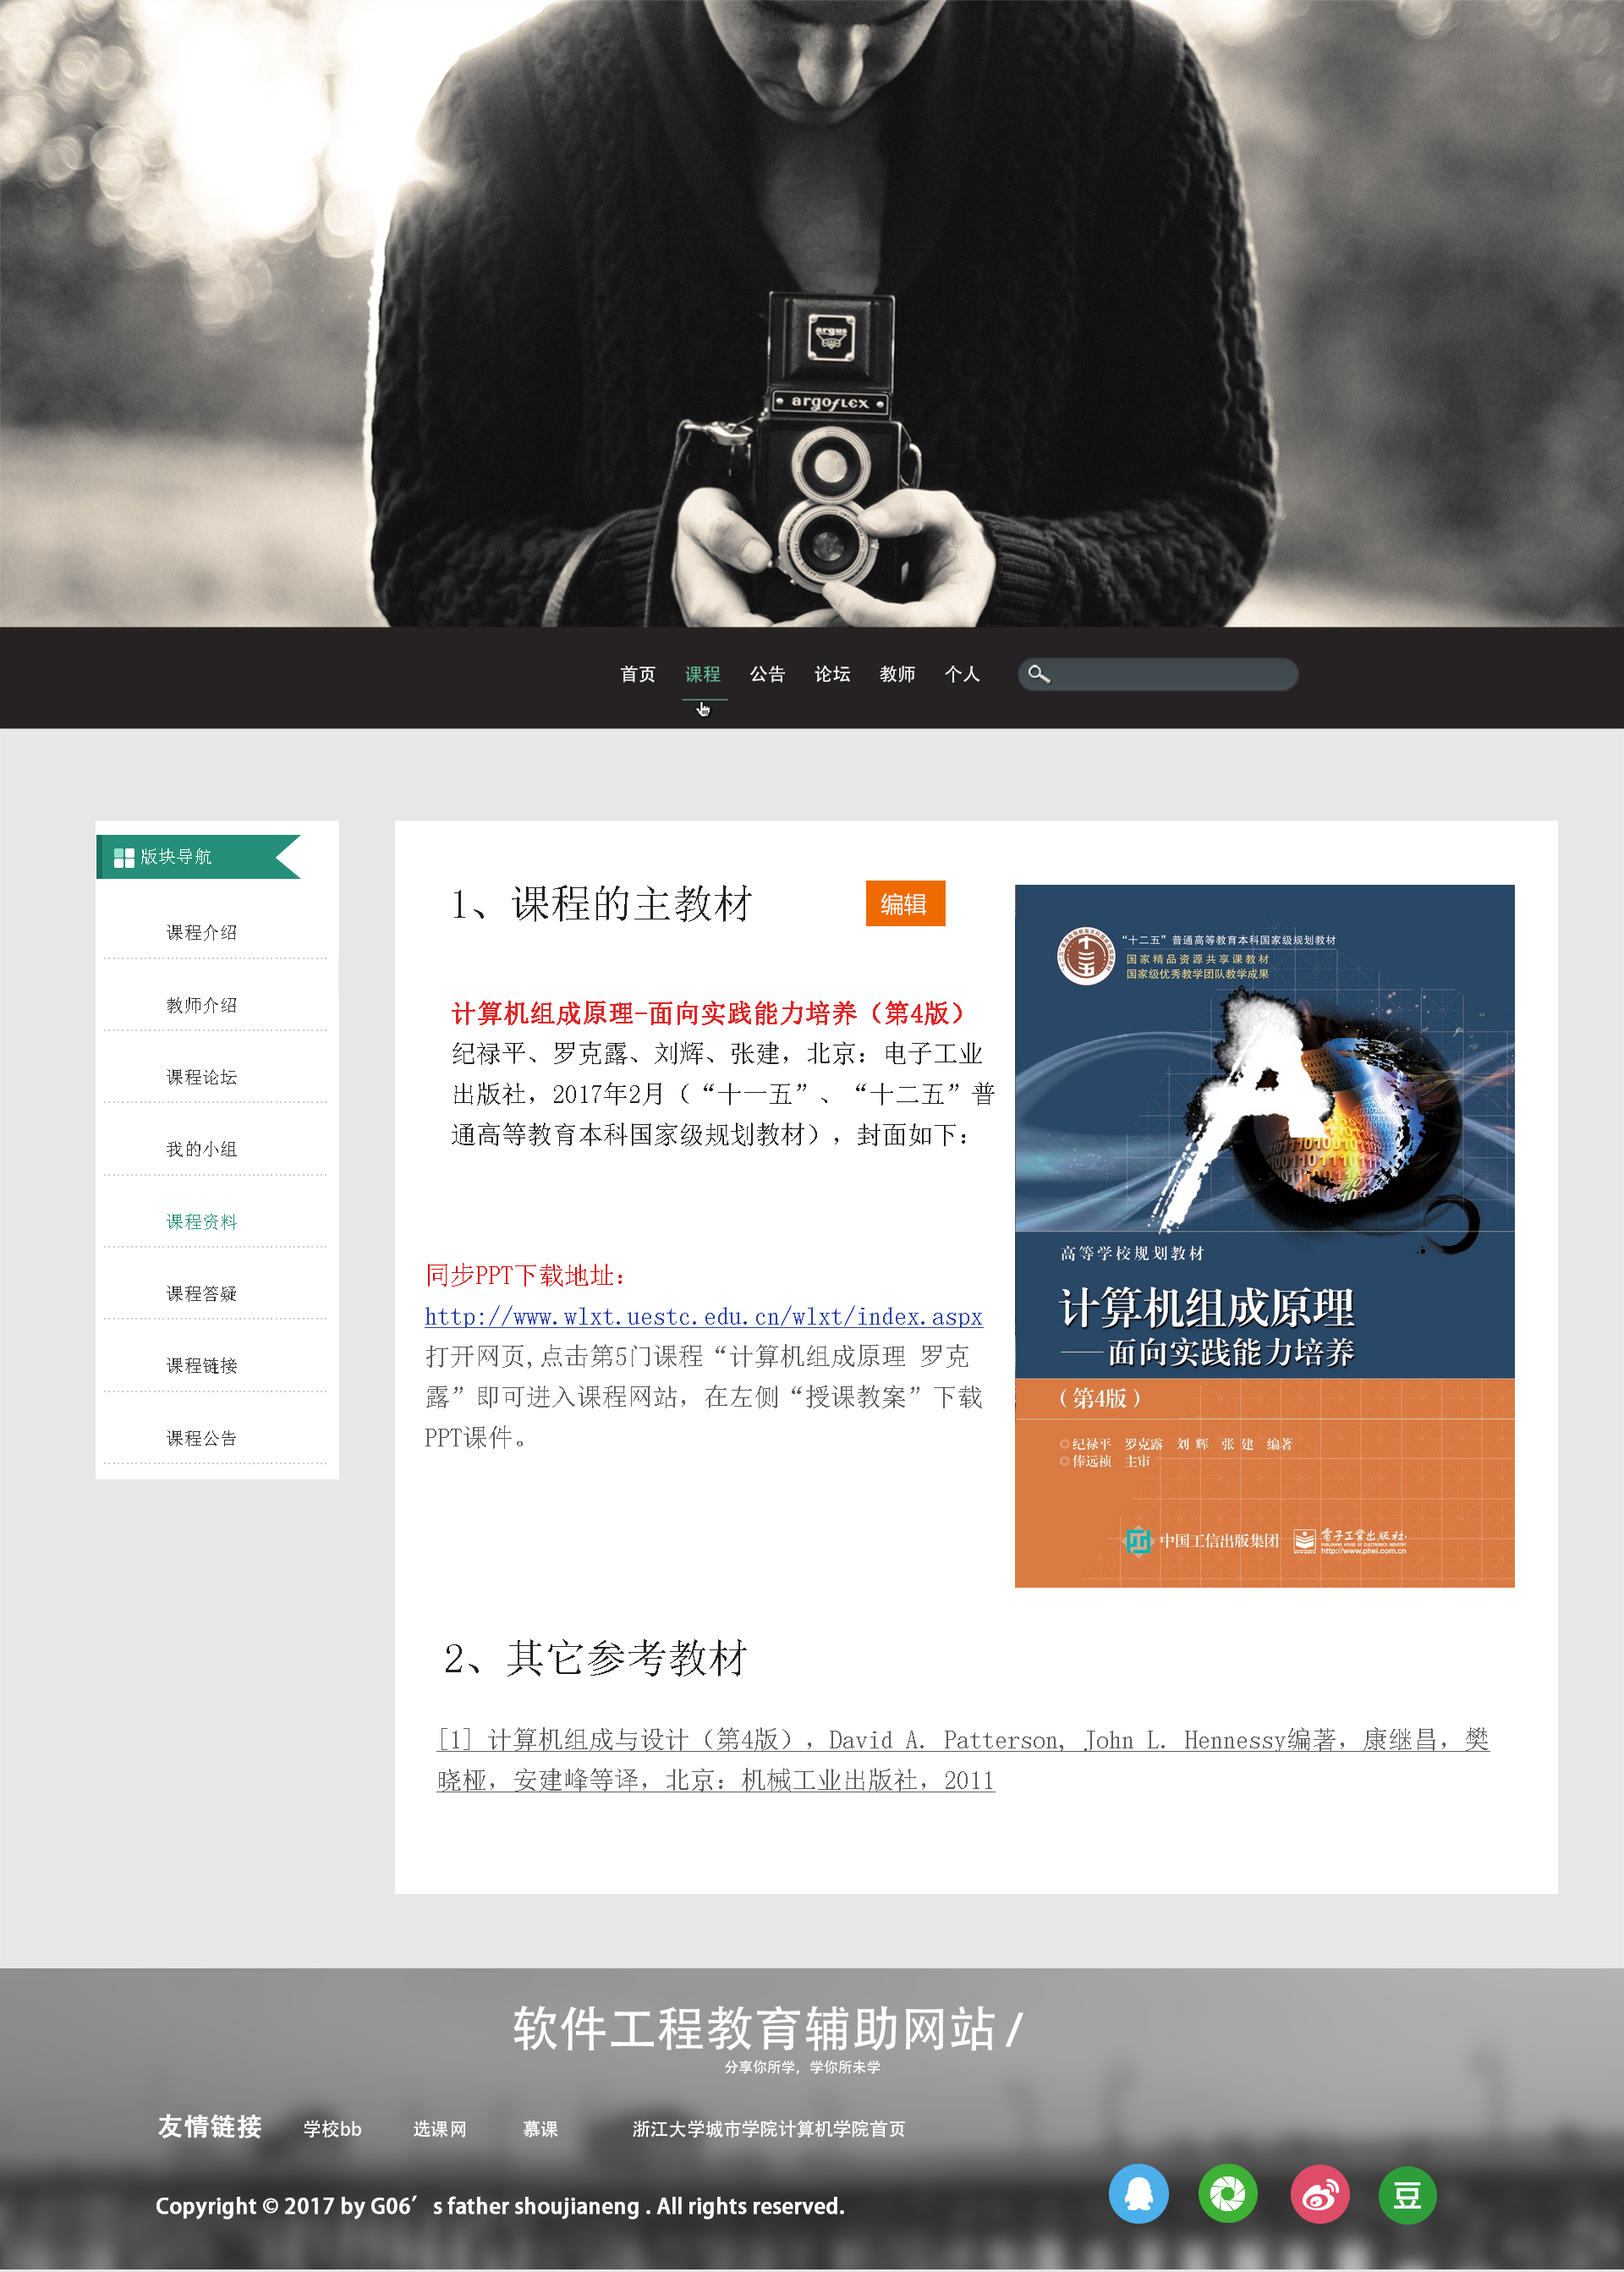 argus
argoflex
首页 课程 公告 论坛 教师 个人
版块导航
课程介绍
教师介绍
课程论坛
我的小组
课程资料
课程答疑
课程链接
课程公告
1、课程的主教材
编辑
计算机组成原理-面向实践能力培养（第4版）
纪禄平、罗克露、刘辉、张建，北京：电子工业
出版社，2017年2月（“十一五”、“十二五”普
通高等教育本科国家级规划教材），封面如下：
同步PPT下载地址：
http://www.wlxt.uestc.edu.cn/wlxt/index.aspx
打开网页,点击第5门课程“计算机组成原理 罗克
露”即可进入课程网站，在左侧“授课教案”下载
PPT课件。
“十二五”普通高等教育本科国家级规划教材
国家精品资源共享课教材
国家级优秀教学团队教学成果
高等学校规划教材
计算机组成原理
——面向实践能力培养
（第4版）
◎纪禄平 罗克露 刘 辉 张 建 编著
◎俸远祯 主审
中国工信出版集团
电子工业出版社
PUBLISHING HOUSE OF ELECTRONICS INDUSTRY
http://www.phei.com.cn
2、其它参考教材
[1] 计算机组成与设计（第4版），David A. Patterson, John L. Hennessy编著，康继昌，樊
晓桠，安建峰等译，北京：机械工业出版社，2011
软件工程教育辅助网站/
分享你所学，学你所未学
友情链接 学校bb 选课网 慕课 浙江大学城市学院计算机学院首页
Copyright © 2017 by G06’s father shoujianeng . All rights reserved.
豆